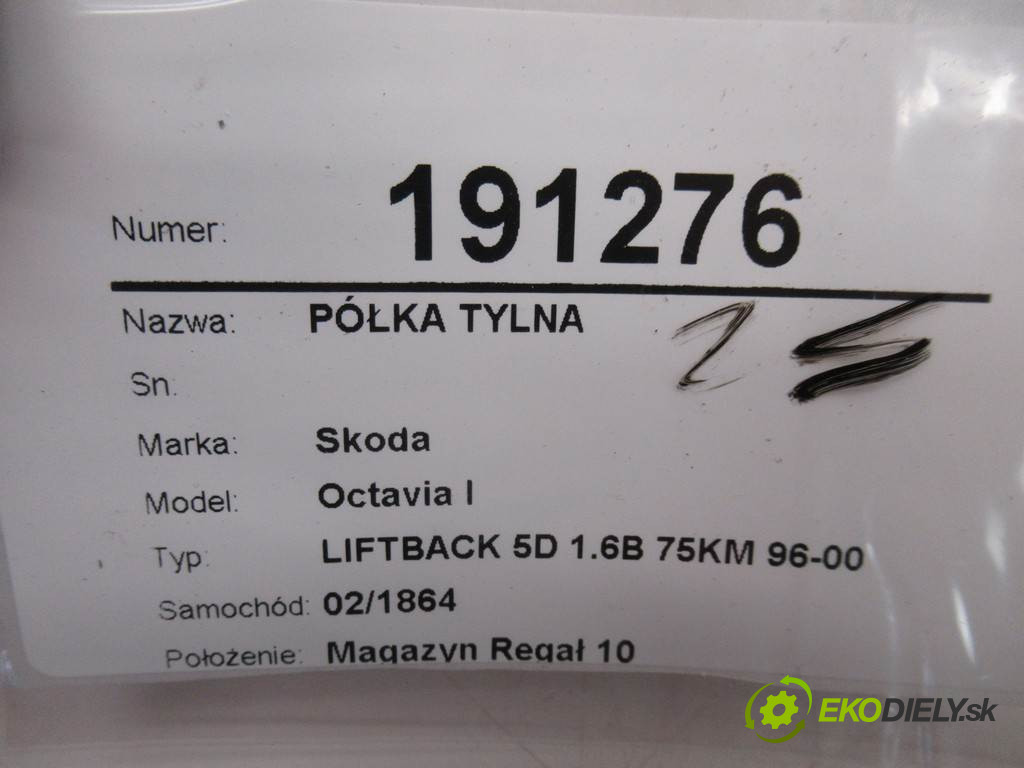 Numer: 191276
Nazwa: PÓŁKA TYLNA 25
Sn:
Marka: Skoda
Model: Octavia I
Typ: LIFTBACK 5D 1.6B 75KM 96-00
Samochód: 02/1864
Położenie: Magazyn Regał 10
EKODIELY.sk